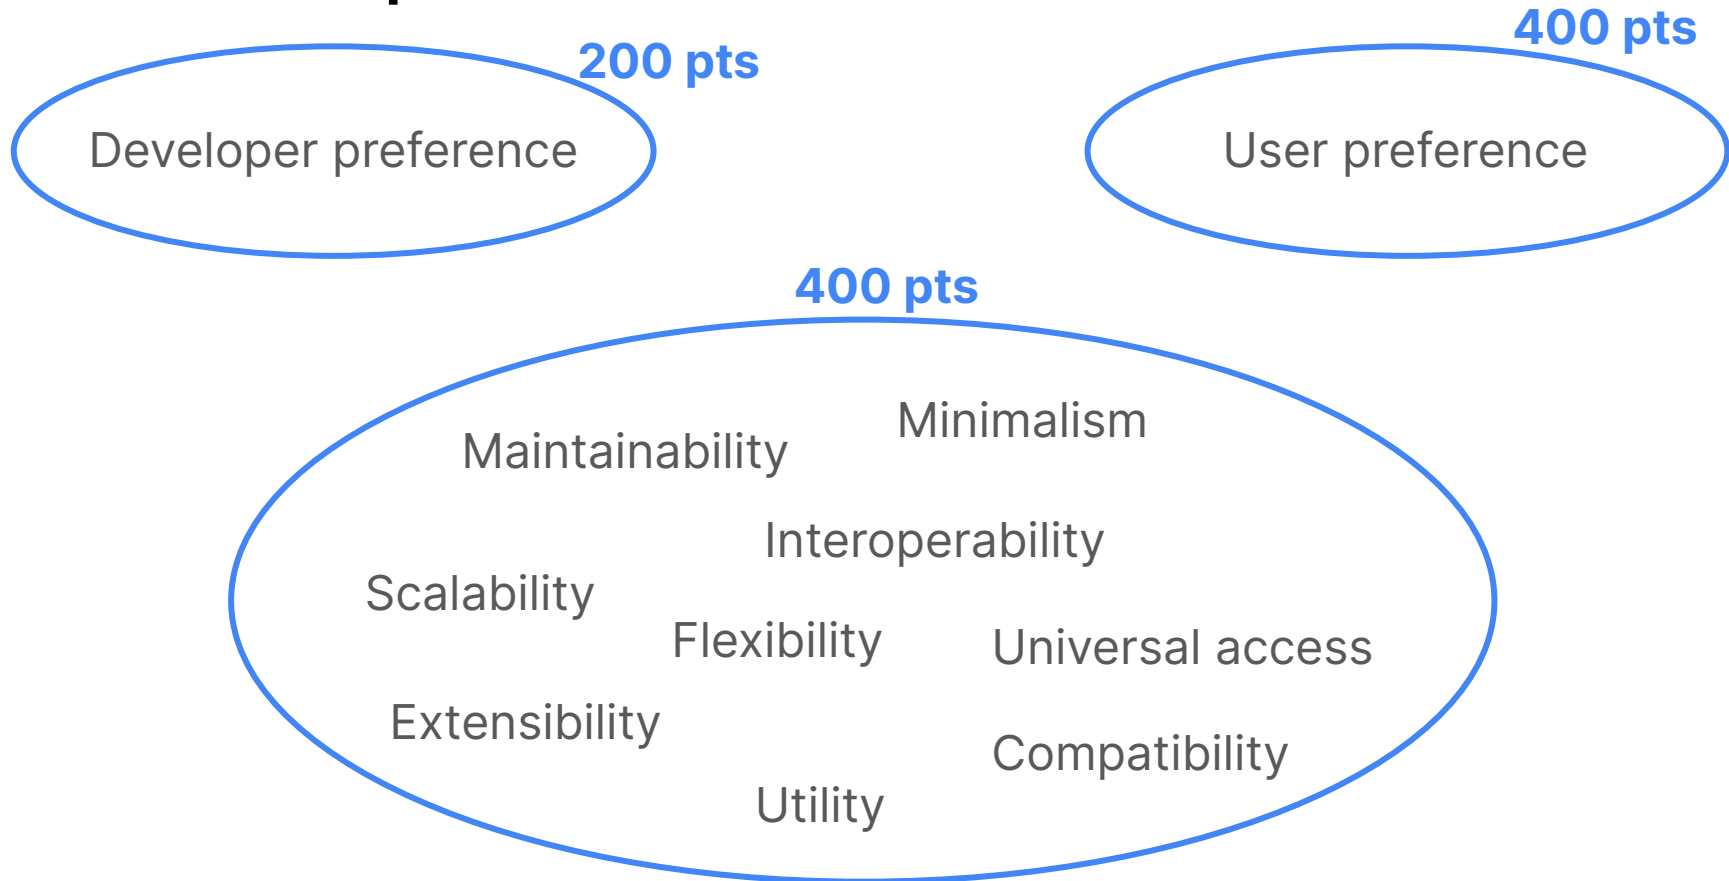 200 pts
400 pts
Developer preference
User preference
400 pts
Minimalism
Maintainability
Interoperability
Scalability
Flexibility
Universal access
Extensibility
Compatibility
Utility